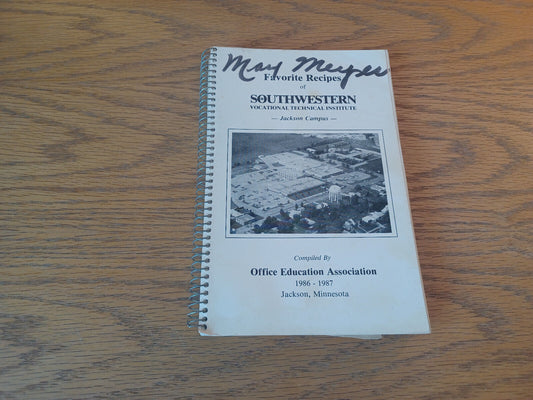 May Meyer
Favorite Recipes
of
SOUTHWESTERN
VOCATIONAL TECHNICAL INSTITUTE
— Jackson Campus —
Compiled By
Office Education Association
1986 - 1987
Jackson, Minnesota